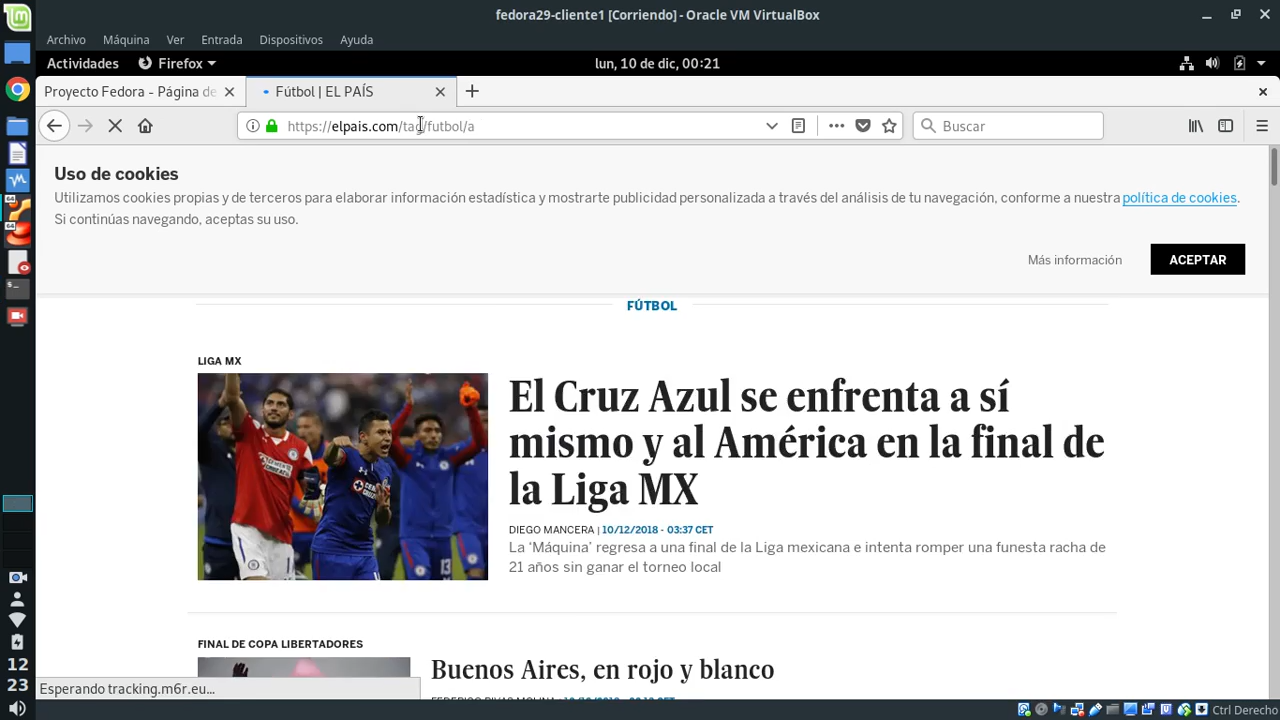 fedora29-cliente1 [Corriendo] - Oracle VM VirtualBox
Archivo Máquina Ver Entrada Dispositivos Ayuda
Actividades Firefox lun, 10 de dic, 00:21
Proyecto Fedora - Página de Fútbol | EL PAÍS
https://elpais.com/tag/futbol/a Buscar
Uso de cookies
Utilizamos cookies propias y de terceros para elaborar información estadística y mostrarte publicidad personalizada a través del análisis de tu navegación, conforme a nuestra política de cookies.
Si continúas navegando, aceptas su uso.
Más información ACEPTAR
FÚTBOL
LIGA MX
El Cruz Azul se enfrenta a sí
mismo y al América en la final de
la Liga MX
DIEGO MANCERA | 10/12/2018 - 03:37 CET
La ‘Máquina’ regresa a una final de la Liga mexicana e intenta romper una funesta racha de
21 años sin ganar el torneo local
FINAL DE COPA LIBERTADORES
Buenos Aires, en rojo y blanco
Esperando tracking.m6r.eu...
12
23
Ctrl Derecho